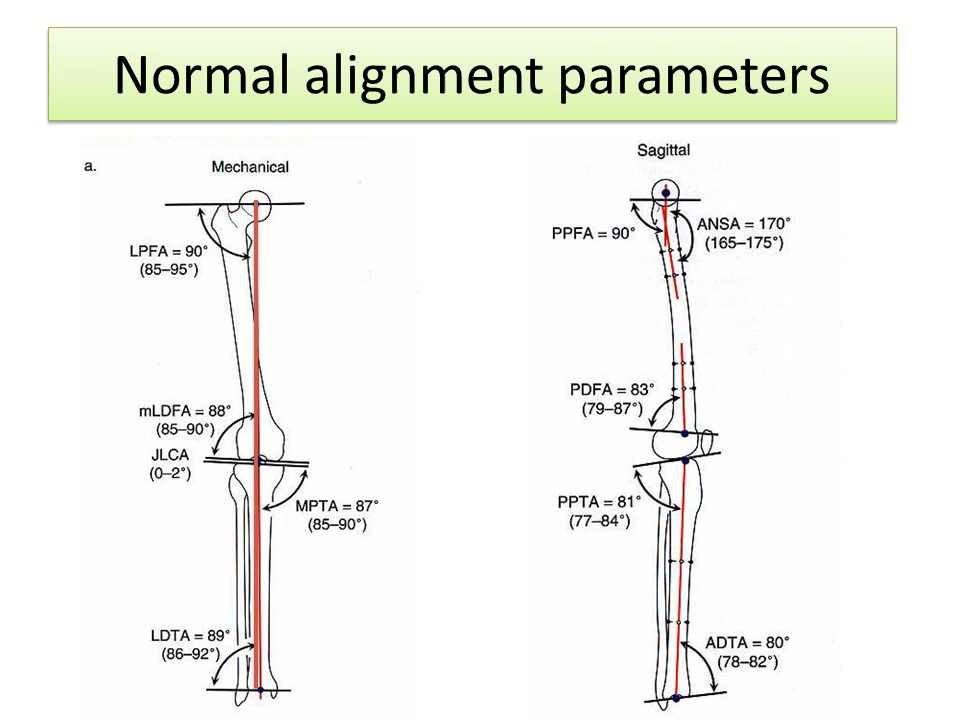 Normal alignment parameters
a.
Mechanical
LPFA = 90°
(85–95°)
mLDFA = 88°
(85–90°)
JLCA
(0–2°)
MPTA = 87°
(85–90°)
LDTA = 89°
(86–92°)
Sagittal
PPFA = 90°
ANSA = 170°
(165–175°)
PDFA = 83°
(79–87°)
PPTA = 81°
(77–84°)
ADTA = 80°
(78–82°)